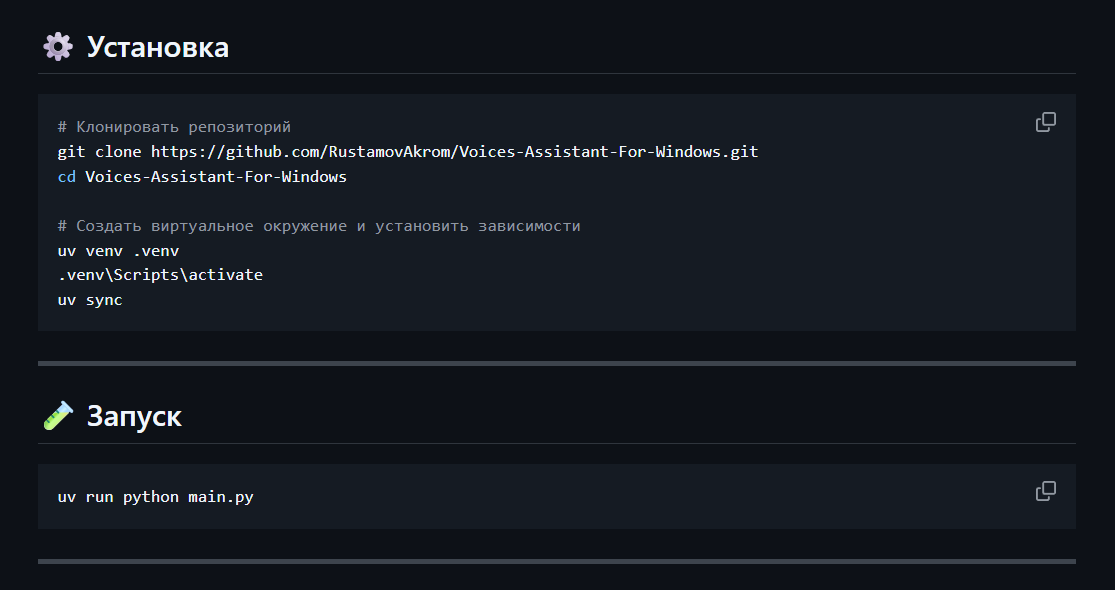 Установка
# Клонировать репозиторий
git clone https://github.com/RustamovAkrom/Voices-Assistant-For-Windows.git
cd Voices-Assistant-For-Windows
# Создать виртуальное окружение и установить зависимости
uv venv .venv
.venv\Scripts\activate
uv sync
Запуск
uv run python main.py